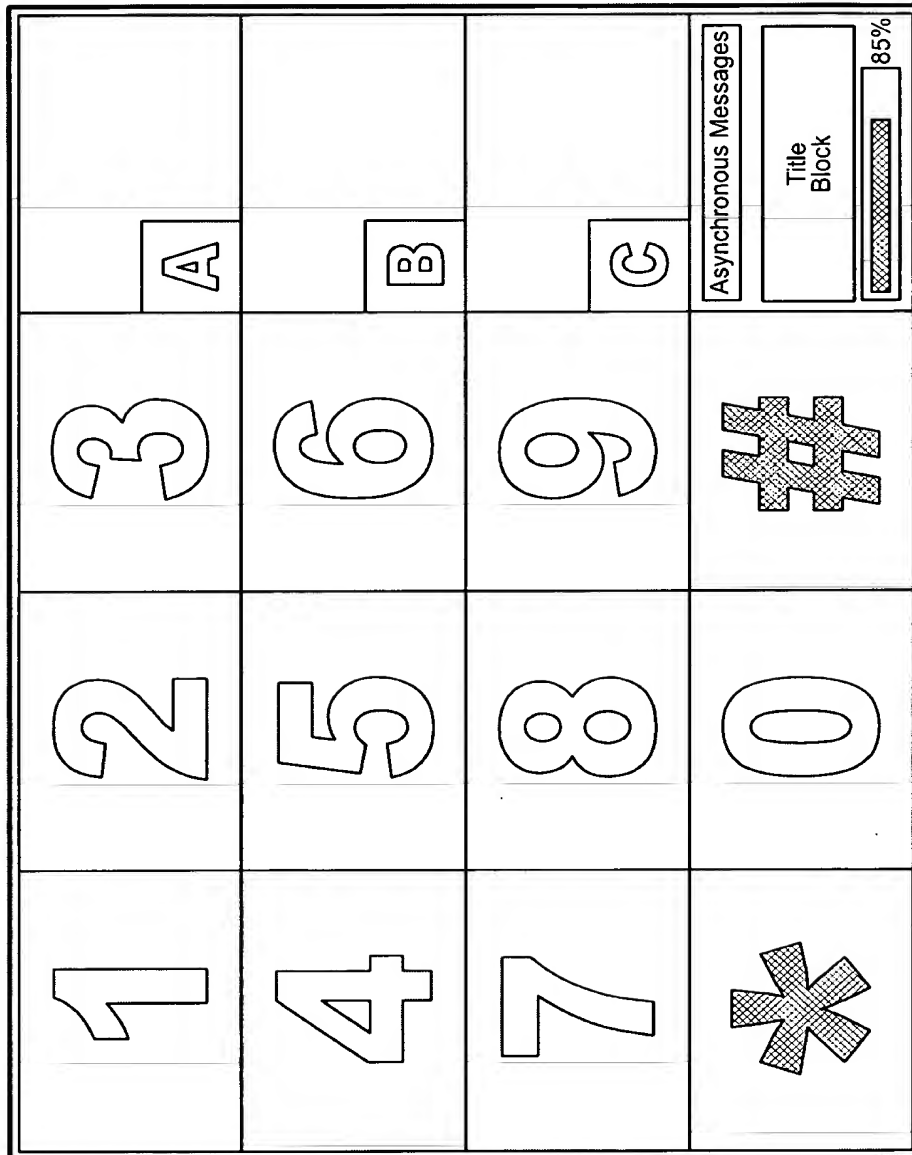 1 2 3 A
4 5 6 B
7 8 9 C
* 0 #
Asynchronous Messages
Title
Block
85%